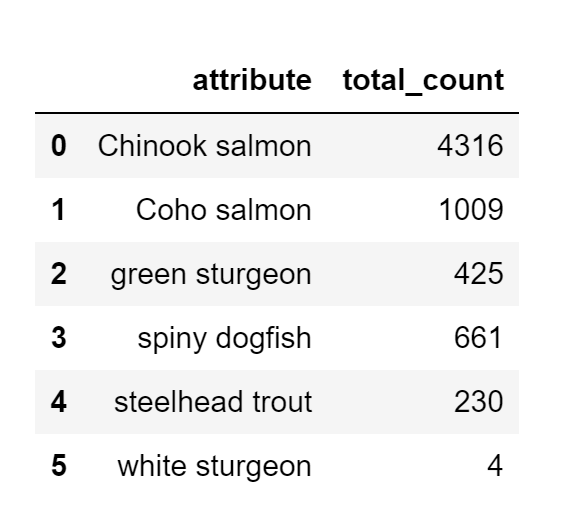 attribute total_count
0 Chinook salmon 4316
1 Coho salmon 1009
2 green sturgeon 425
3 spiny dogfish 661
4 steelhead trout 230
5 white sturgeon 4